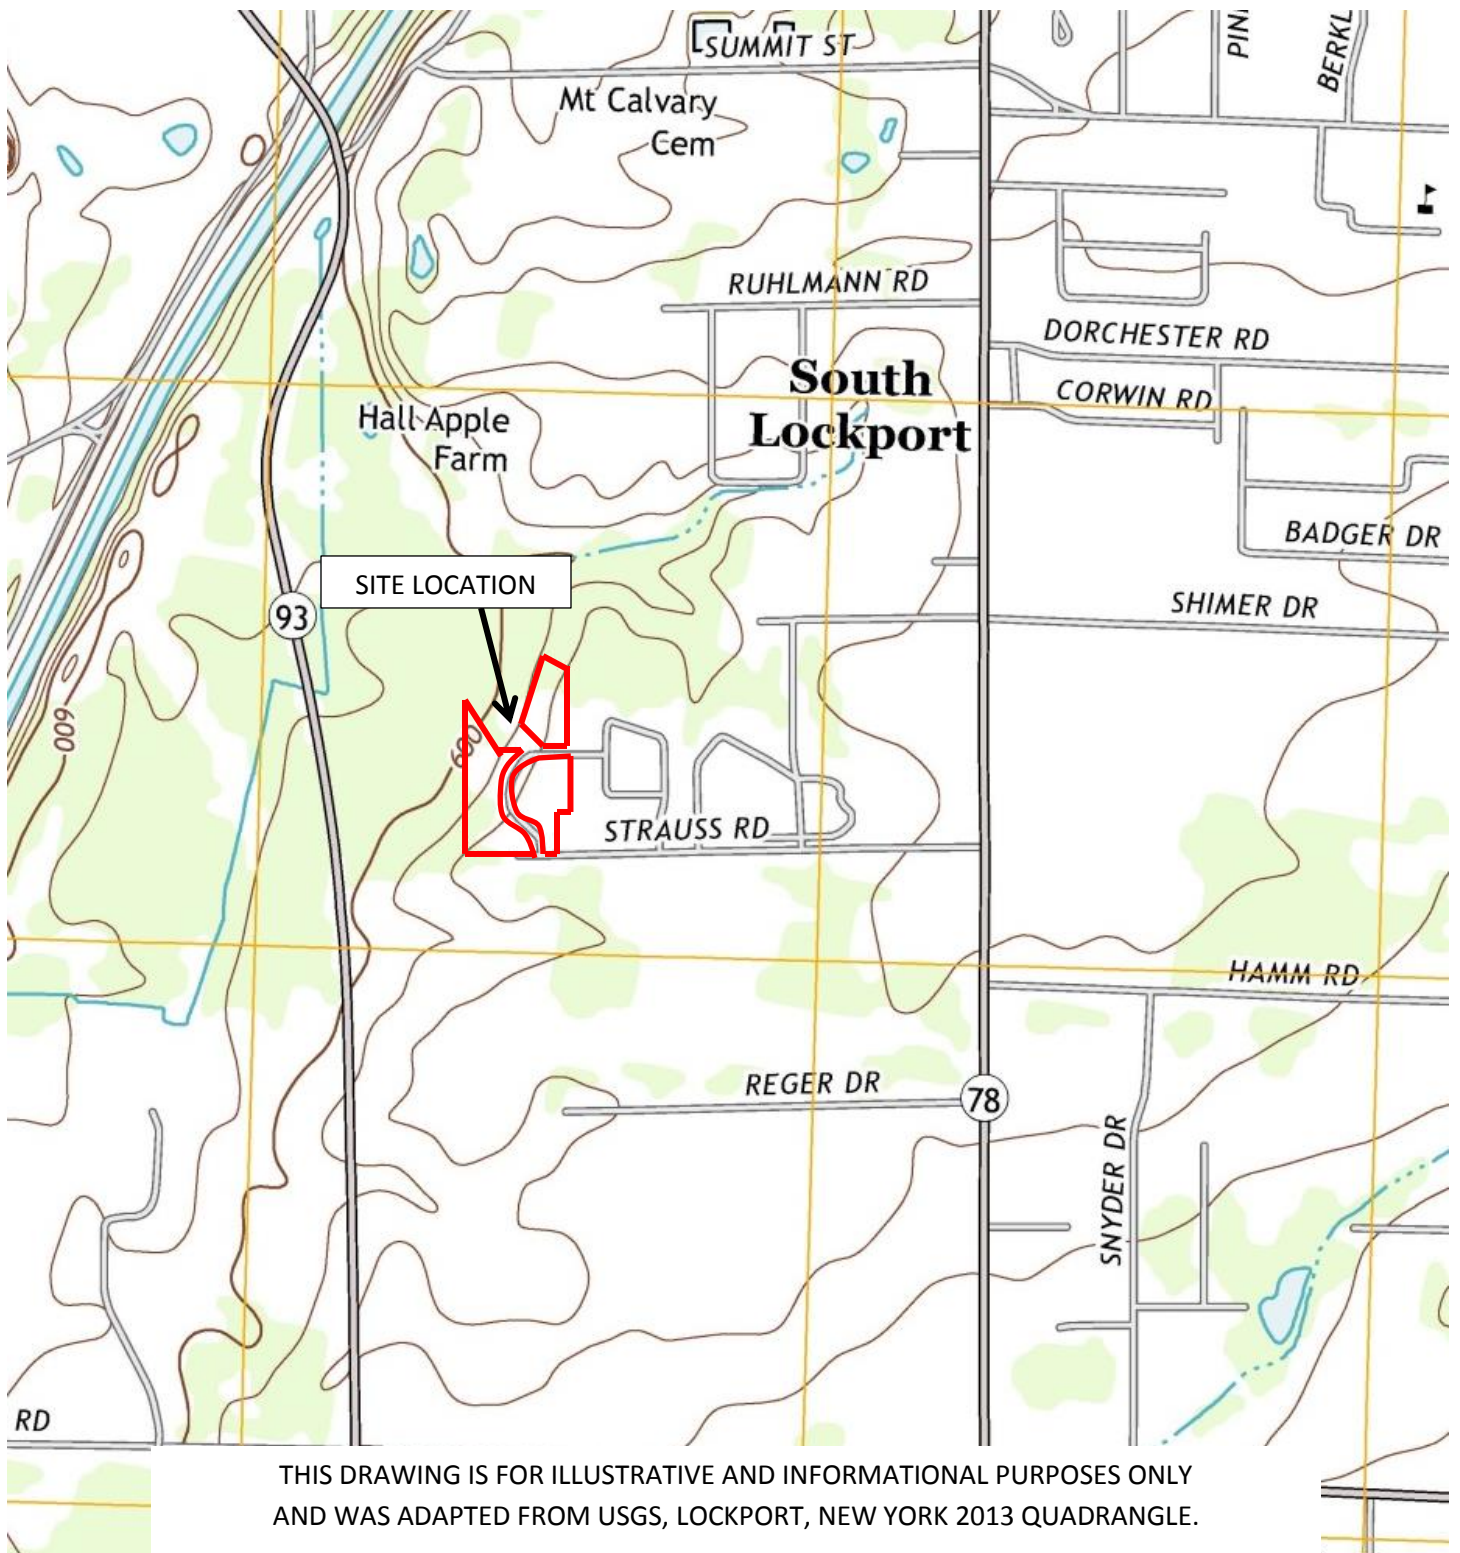 SUMMIT ST
PIN
BERKL
Mt Calvary
Cem
RUHLMANN RD
DORCHESTER RD
South
Lockport
CORWIN RD
Hall Apple
Farm
BADGER DR
SITE LOCATION
93
SHIMER DR
600
600
STRAUSS RD
HAMM RD
REGER DR
78
SNYDER DR
RD
THIS DRAWING IS FOR ILLUSTRATIVE AND INFORMATIONAL PURPOSES ONLY
AND WAS ADAPTED FROM USGS, LOCKPORT, NEW YORK 2013 QUADRANGLE.